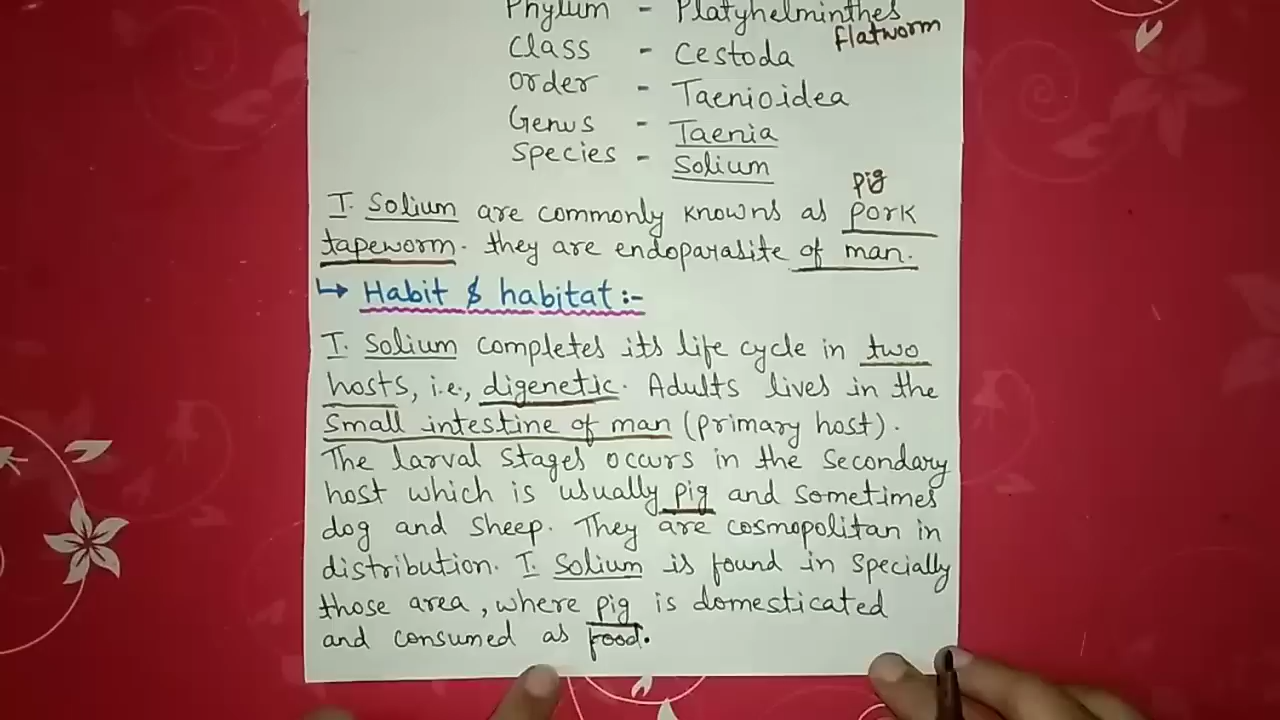 Phylum - Platyhelminthes
flatworm
Class - Cestoda
Order - Taenioidea
Genus - Taenia
Species - Solium
pig
T. Solium are commonly knowns as pork
tapeworm. they are endoparasite of man.
↳ Habit & habitat:-
T. Solium completes its life cycle in two
hosts, i.e., digenetic. Adults lives in the
Small intestine of man (primary host).
The larval stages occurs in the secondary
host which is usually pig and sometimes
dog and sheep. They are cosmopolitan in
distribution. T. Solium is found in specially
those area, where pig is domesticated
and consumed as food.